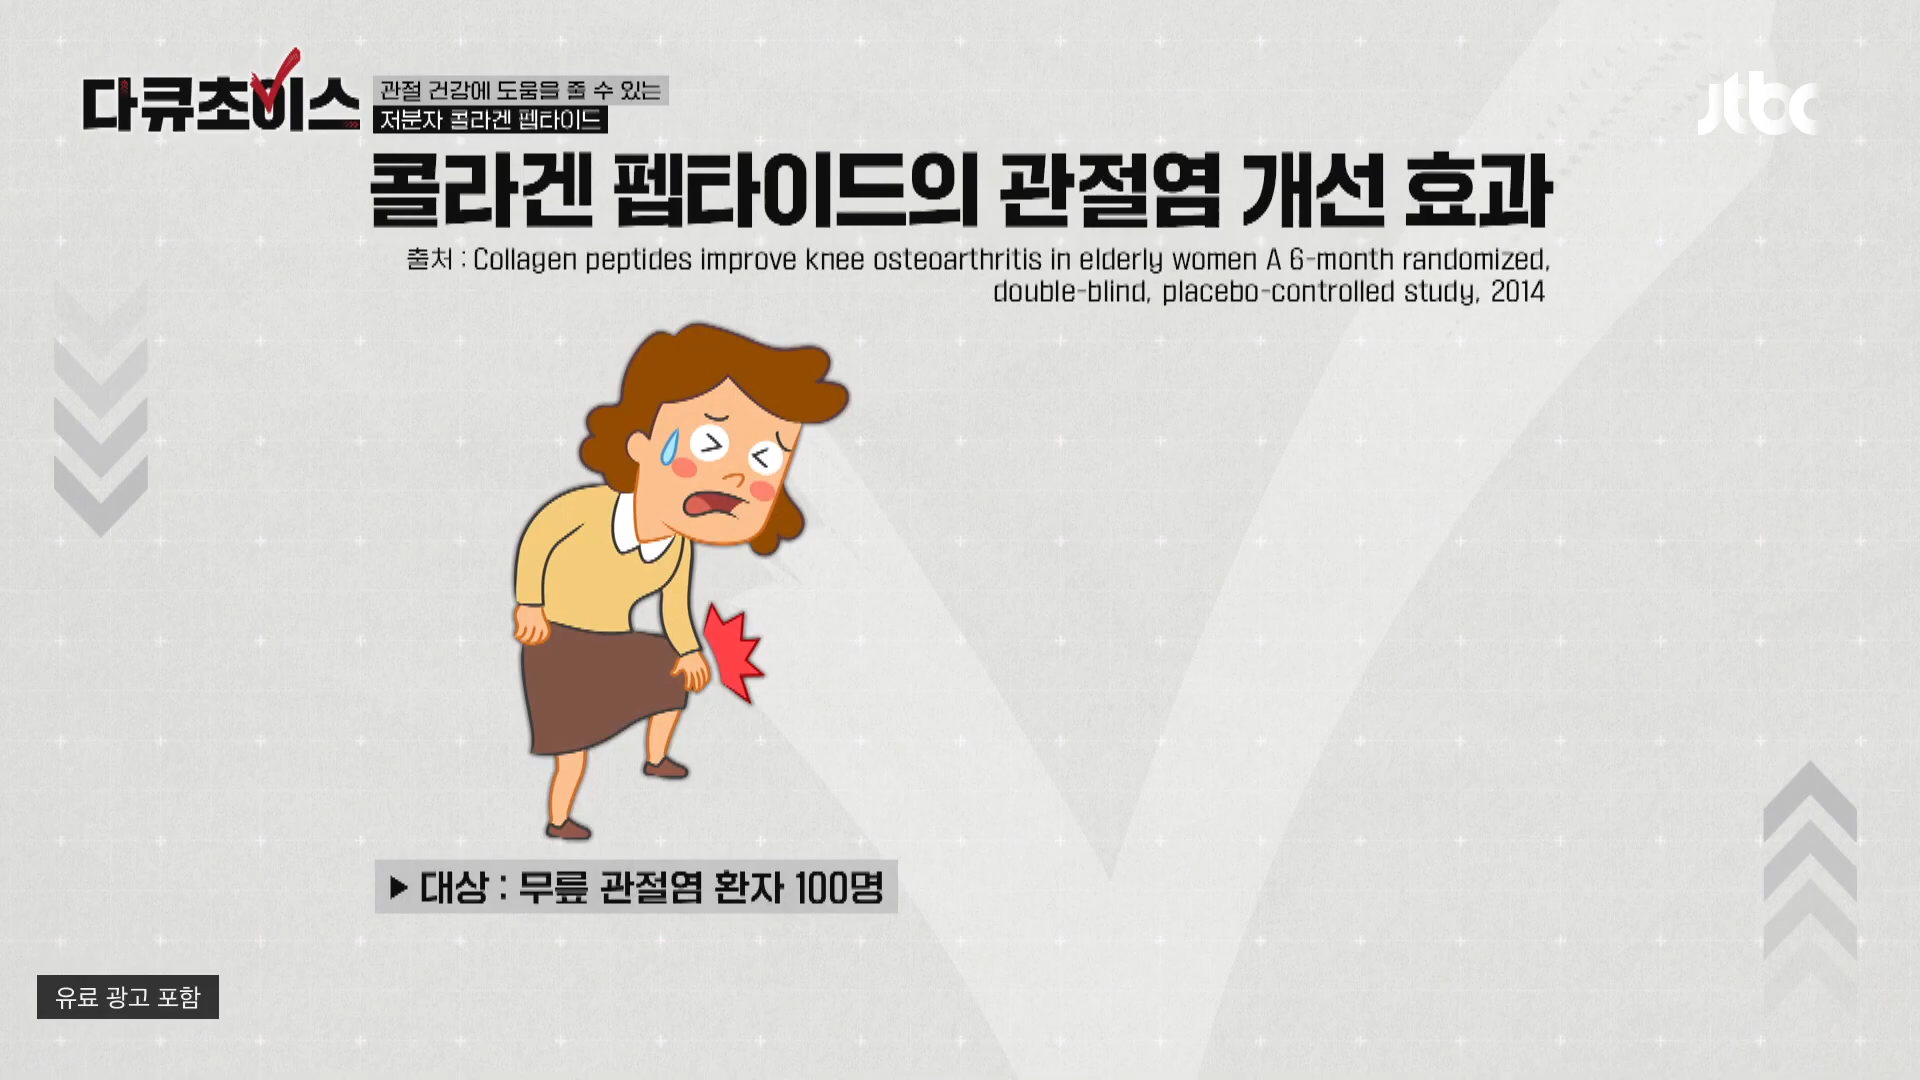 다큐초이스
관절 건강에 도움을 줄 수 있는
저분자 콜라겐 펩타이드
jtbc
콜라겐 펩타이드의 관절염 개선 효과
출처 : Collagen peptides improve knee osteoarthritis in elderly women A 6-month randomized,
double-blind, placebo-controlled study, 2014
▶ 대상 : 무릎 관절염 환자 100명
유료 광고 포함